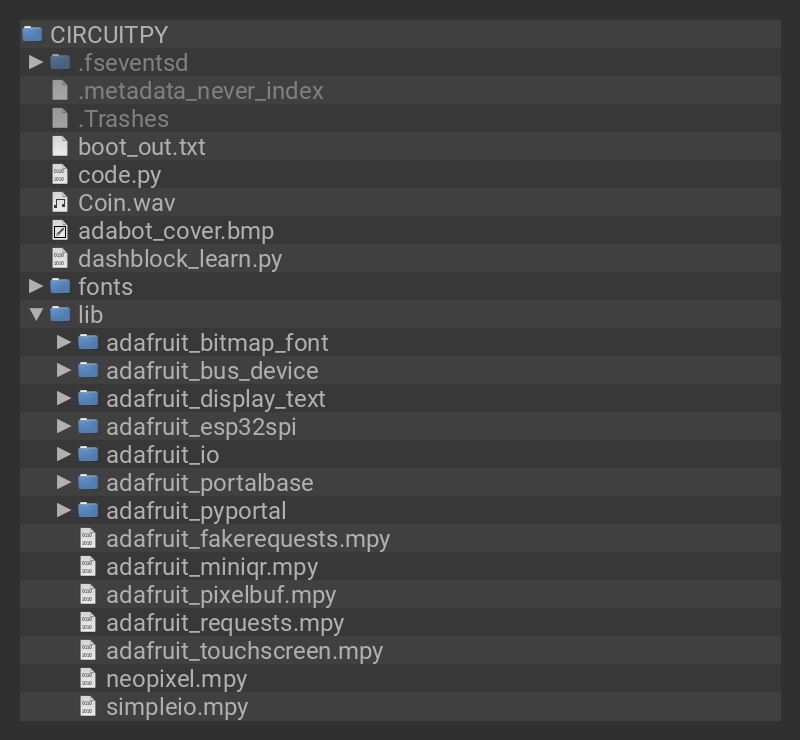 CIRCUITPY
.fseventsd
.metadata_never_index
.Trashes
boot_out.txt
code.py
Coin.wav
adabot_cover.bmp
dashblock_learn.py
fonts
lib
adafruit_bitmap_font
adafruit_bus_device
adafruit_display_text
adafruit_esp32spi
adafruit_io
adafruit_portalbase
adafruit_pyportal
adafruit_fakerequests.mpy
adafruit_miniqr.mpy
adafruit_pixelbuf.mpy
adafruit_requests.mpy
adafruit_touchscreen.mpy
neopixel.mpy
simpleio.mpy